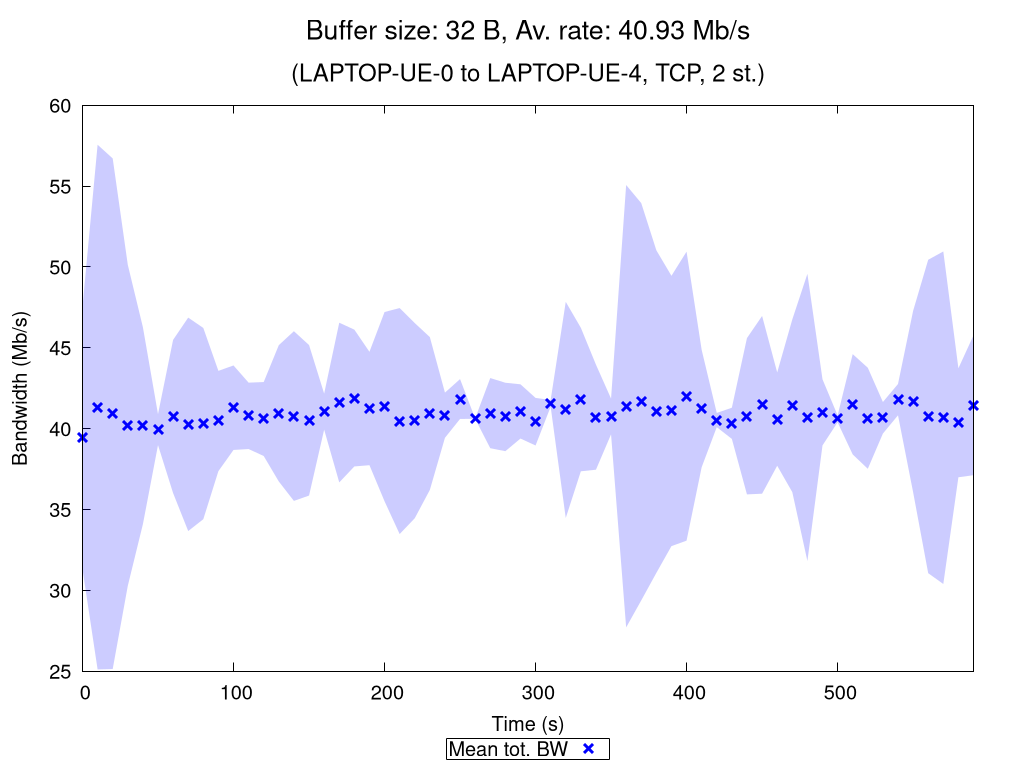 Buffer size: 32 B, Av. rate: 40.93 Mb/s
(LAPTOP-UE-0 to LAPTOP-UE-4, TCP, 2 st.)
60
55
50
45
40
35
30
25
Bandwidth (Mb/s)
0 100 200 300 400 500
Time (s)
Mean tot. BW